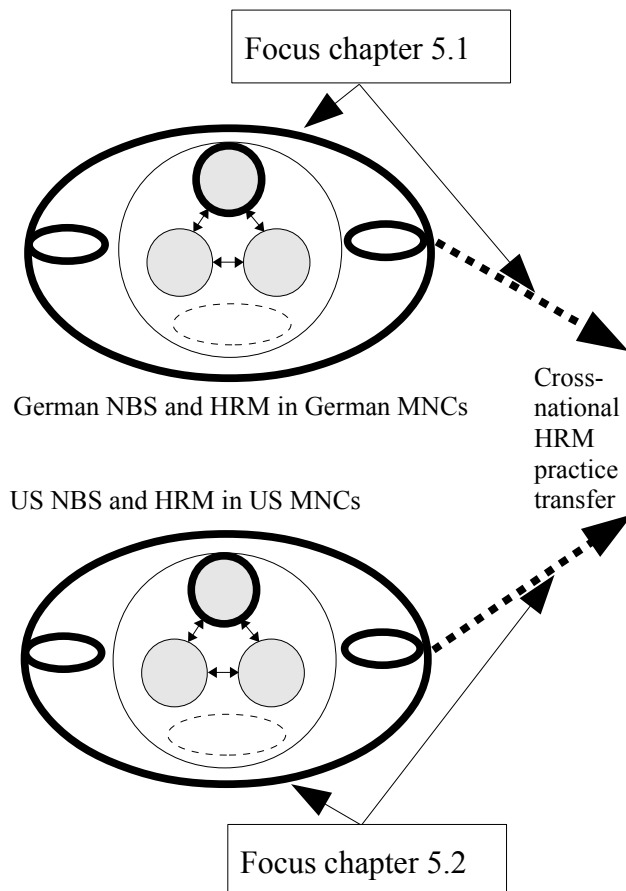 Focus chapter 5.1
German NBS and HRM in German MNCs
Cross-
national
HRM
practice
transfer
US NBS and HRM in US MNCs
Focus chapter 5.2